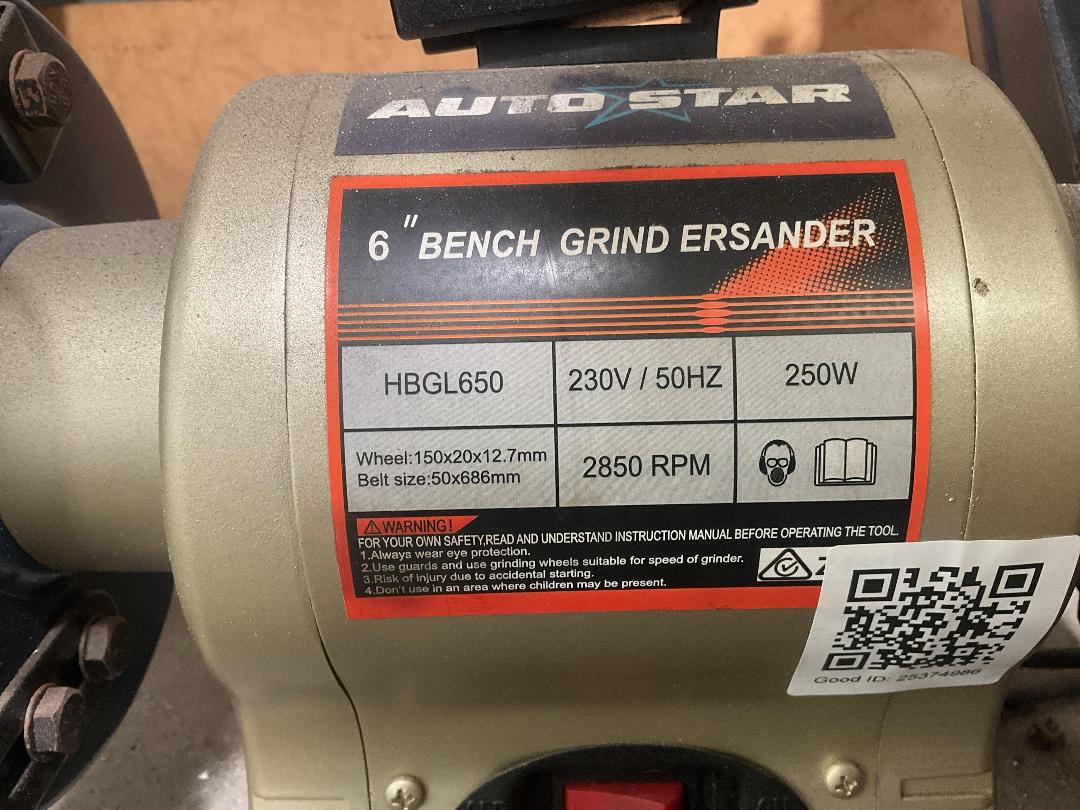 AUTO STAR
6" BENCH GRIND ERSANDER
HBGL650
230V / 50HZ
250W
Wheel:150x20x12.7mm
Belt size:50x686mm
2850 RPM
WARNING!
FOR YOUR OWN SAFETY,READ AND UNDERSTAND INSTRUCTION MANUAL BEFORE OPERATING THE TOOL.
1.Always wear eye protection.
2.Use guards and use grinding wheels suitable for speed of grinder.
3.Risk of injury due to accidental starting.
4.Don't use in an area where children may be present.
Good ID: 25374986